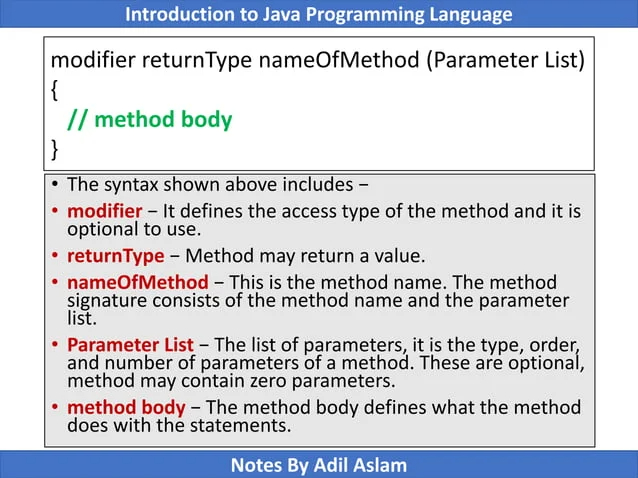 Introduction to Java Programming Language
modifier returnType nameOfMethod (Parameter List)
{
// method body
}
• The syntax shown above includes −
• modifier − It defines the access type of the method and it is
optional to use.
• returnType − Method may return a value.
• nameOfMethod − This is the method name. The method
signature consists of the method name and the parameter
list.
• Parameter List − The list of parameters, it is the type, order,
and number of parameters of a method. These are optional,
method may contain zero parameters.
• method body − The method body defines what the method
does with the statements.
Notes By Adil Aslam